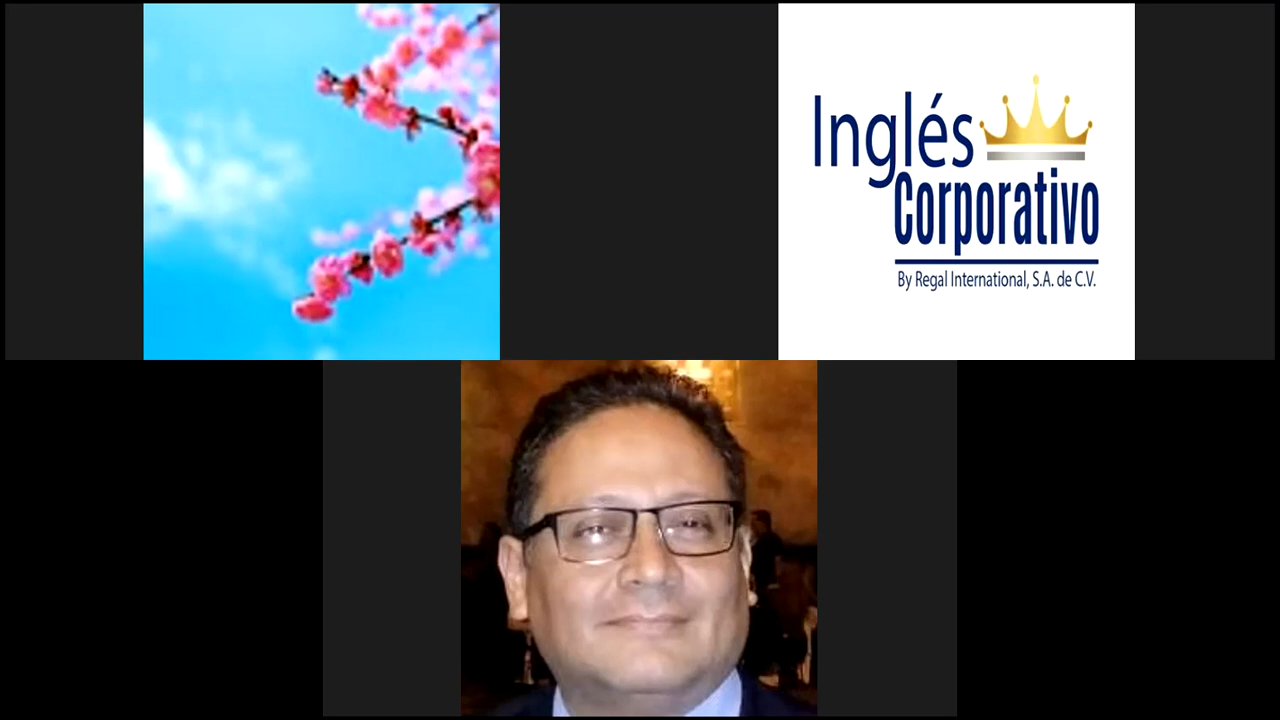 Inglés
Corporativo
By Regal International, S.A. de C.V.